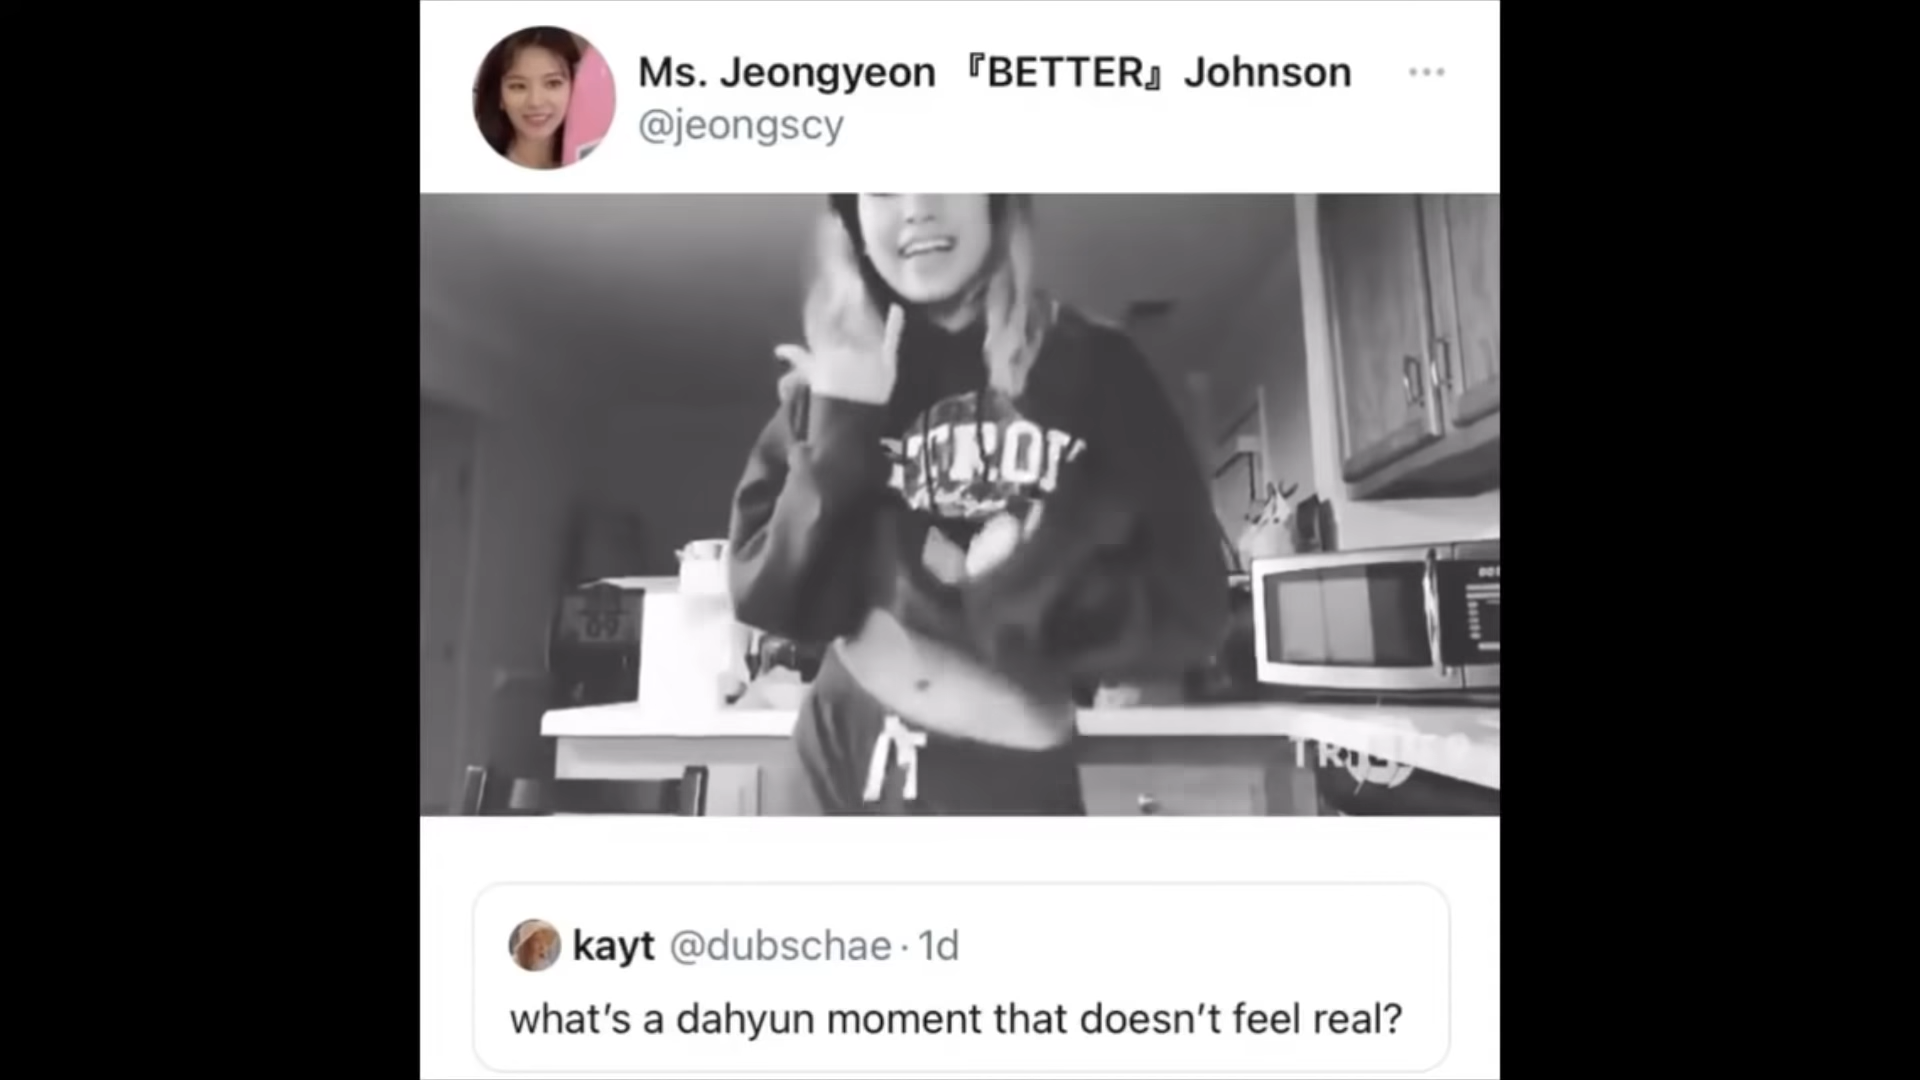 Ms. Jeongyeon 『BETTER』 Johnson
@jeongscy
kayt @dubschae · 1d
what's a dahyun moment that doesn't feel real?